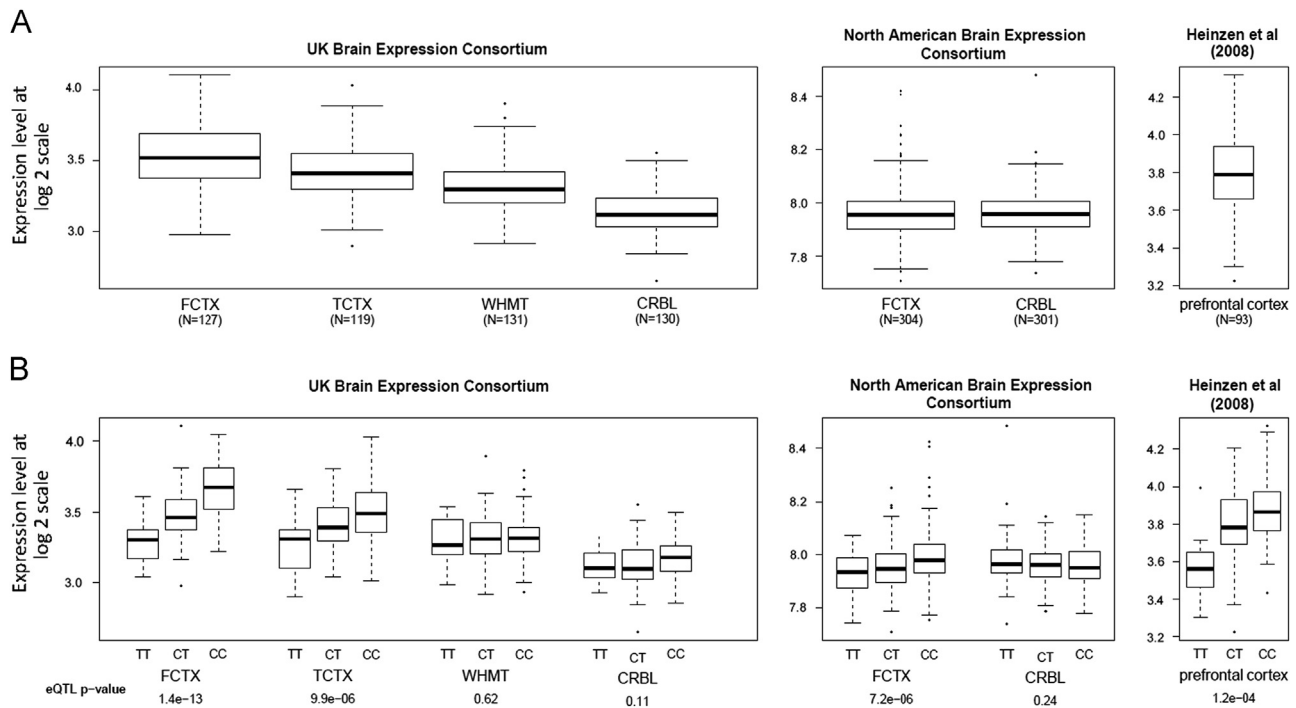 A
UK Brain Expression Consortium
North American Brain Expression
Consortium
Heinzen et al
(2008)
Expression level at
log 2 scale
4.0
3.5
3.0
8.4
8.2
8.0
7.8
4.2
4.0
3.8
3.6
3.4
3.2
FCTX
(N=127)
TCTX
(N=119)
WHMT
(N=131)
CRBL
(N=130)
FCTX
(N=304)
CRBL
(N=301)
prefrontal cortex
(N=93)
B
UK Brain Expression Consortium
North American Brain Expression
Consortium
Heinzen et al
(2008)
Expression level at
log 2 scale
4.0
3.5
3.0
8.4
8.2
8.0
7.8
4.2
4.0
3.8
3.6
3.4
3.2
TT CT CC TT CT CC TT CT CC TT CT CC TT CT CC TT CT CC TT CT CC
FCTX TCTX WHMT CRBL FCTX CRBL prefrontal cortex
eQTL p-value 1.4e−13 9.9e−06 0.62 0.11 7.2e−06 0.24 1.2e−04